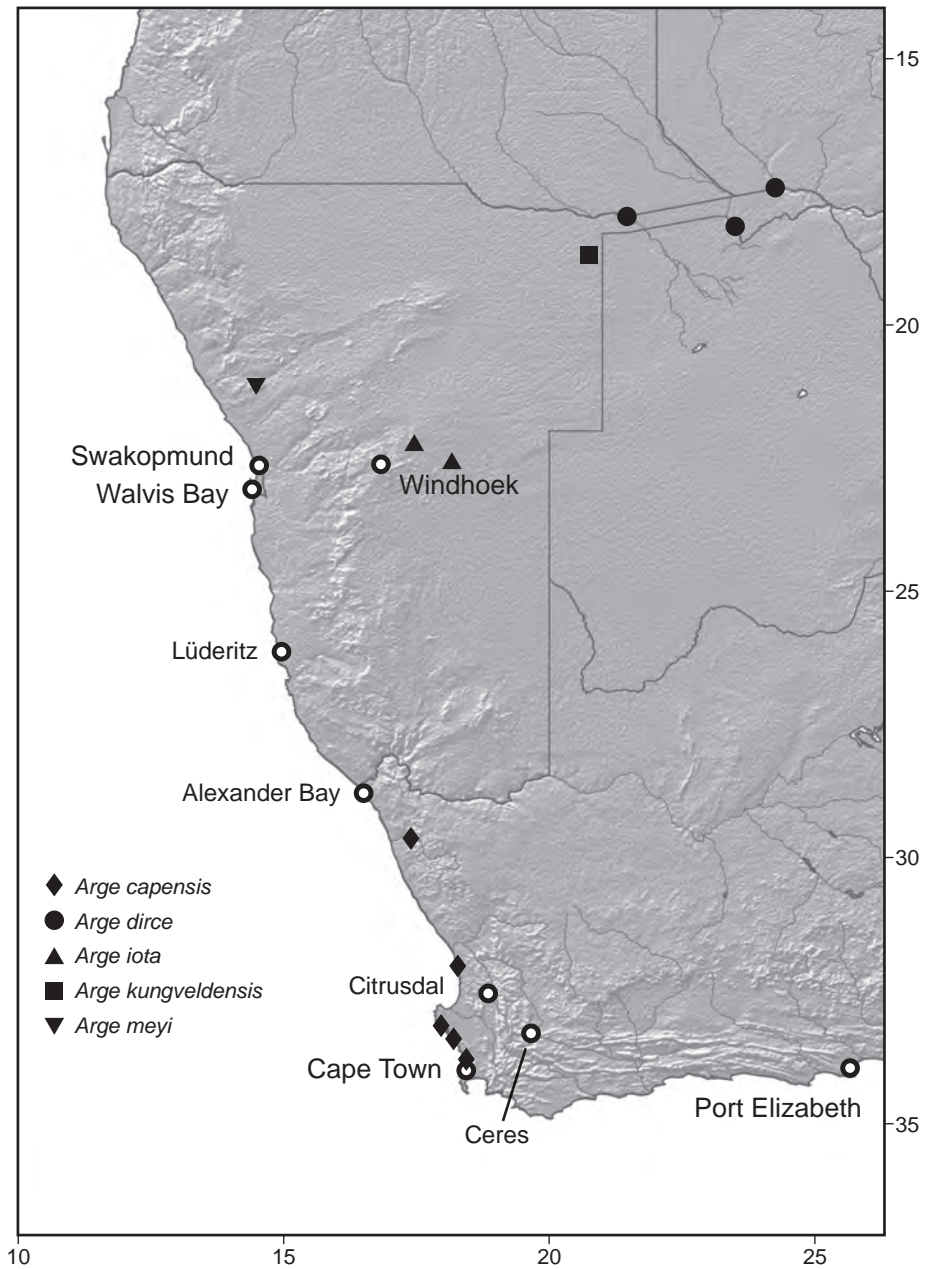 15
20
Swakopmund
Walvis Bay
Windhoek
25
Lüderitz
Alexander Bay
30
Arge capensis
Arge dirce
Arge iota
Arge kungveldensis
Arge meyi
Citrusdal
Cape Town
Port Elizabeth
Ceres
35
10
15
20
25